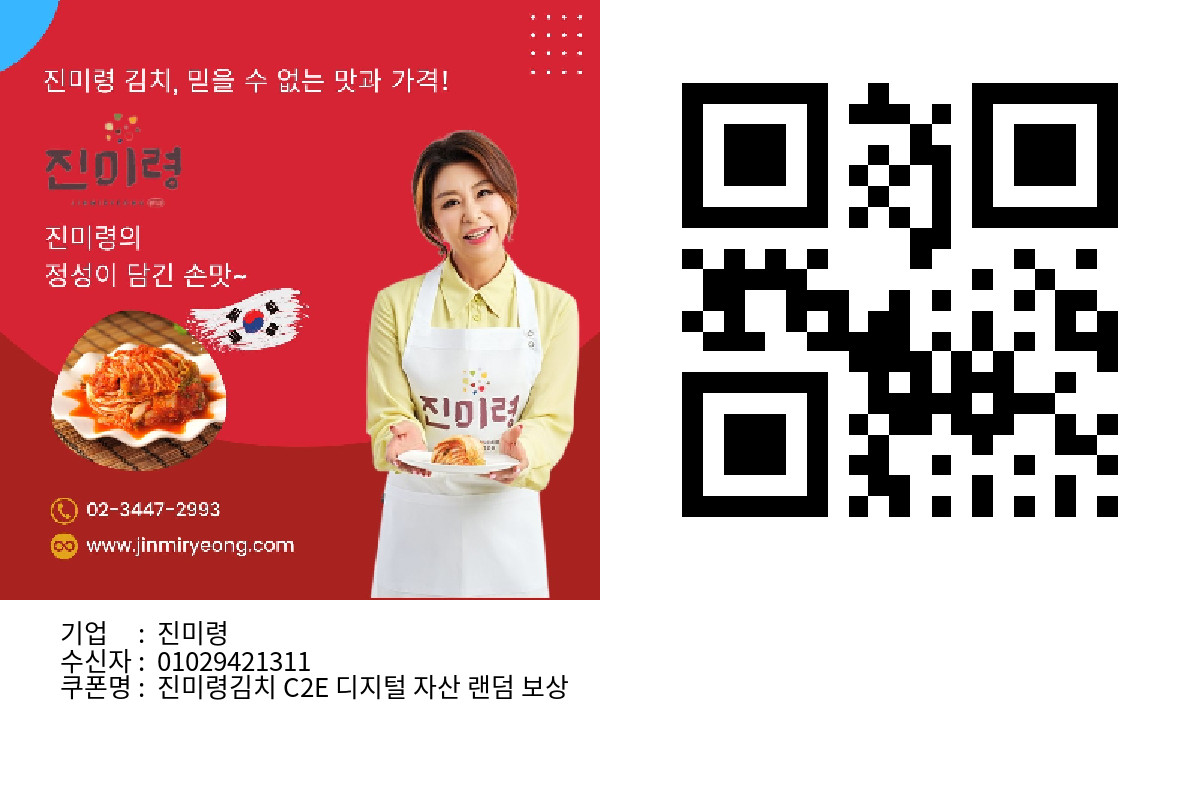 진미령 김치, 믿을 수 없는 맛과 가격!
진미령
진미령의
정성이 담긴 손맛~
진미령
02-3447-2993
www.jinmiryeong.com
기업 : 진미령
수신자 : 01029421311
쿠폰명 : 진미령김치 C2E 디지털 자산 랜덤 보상